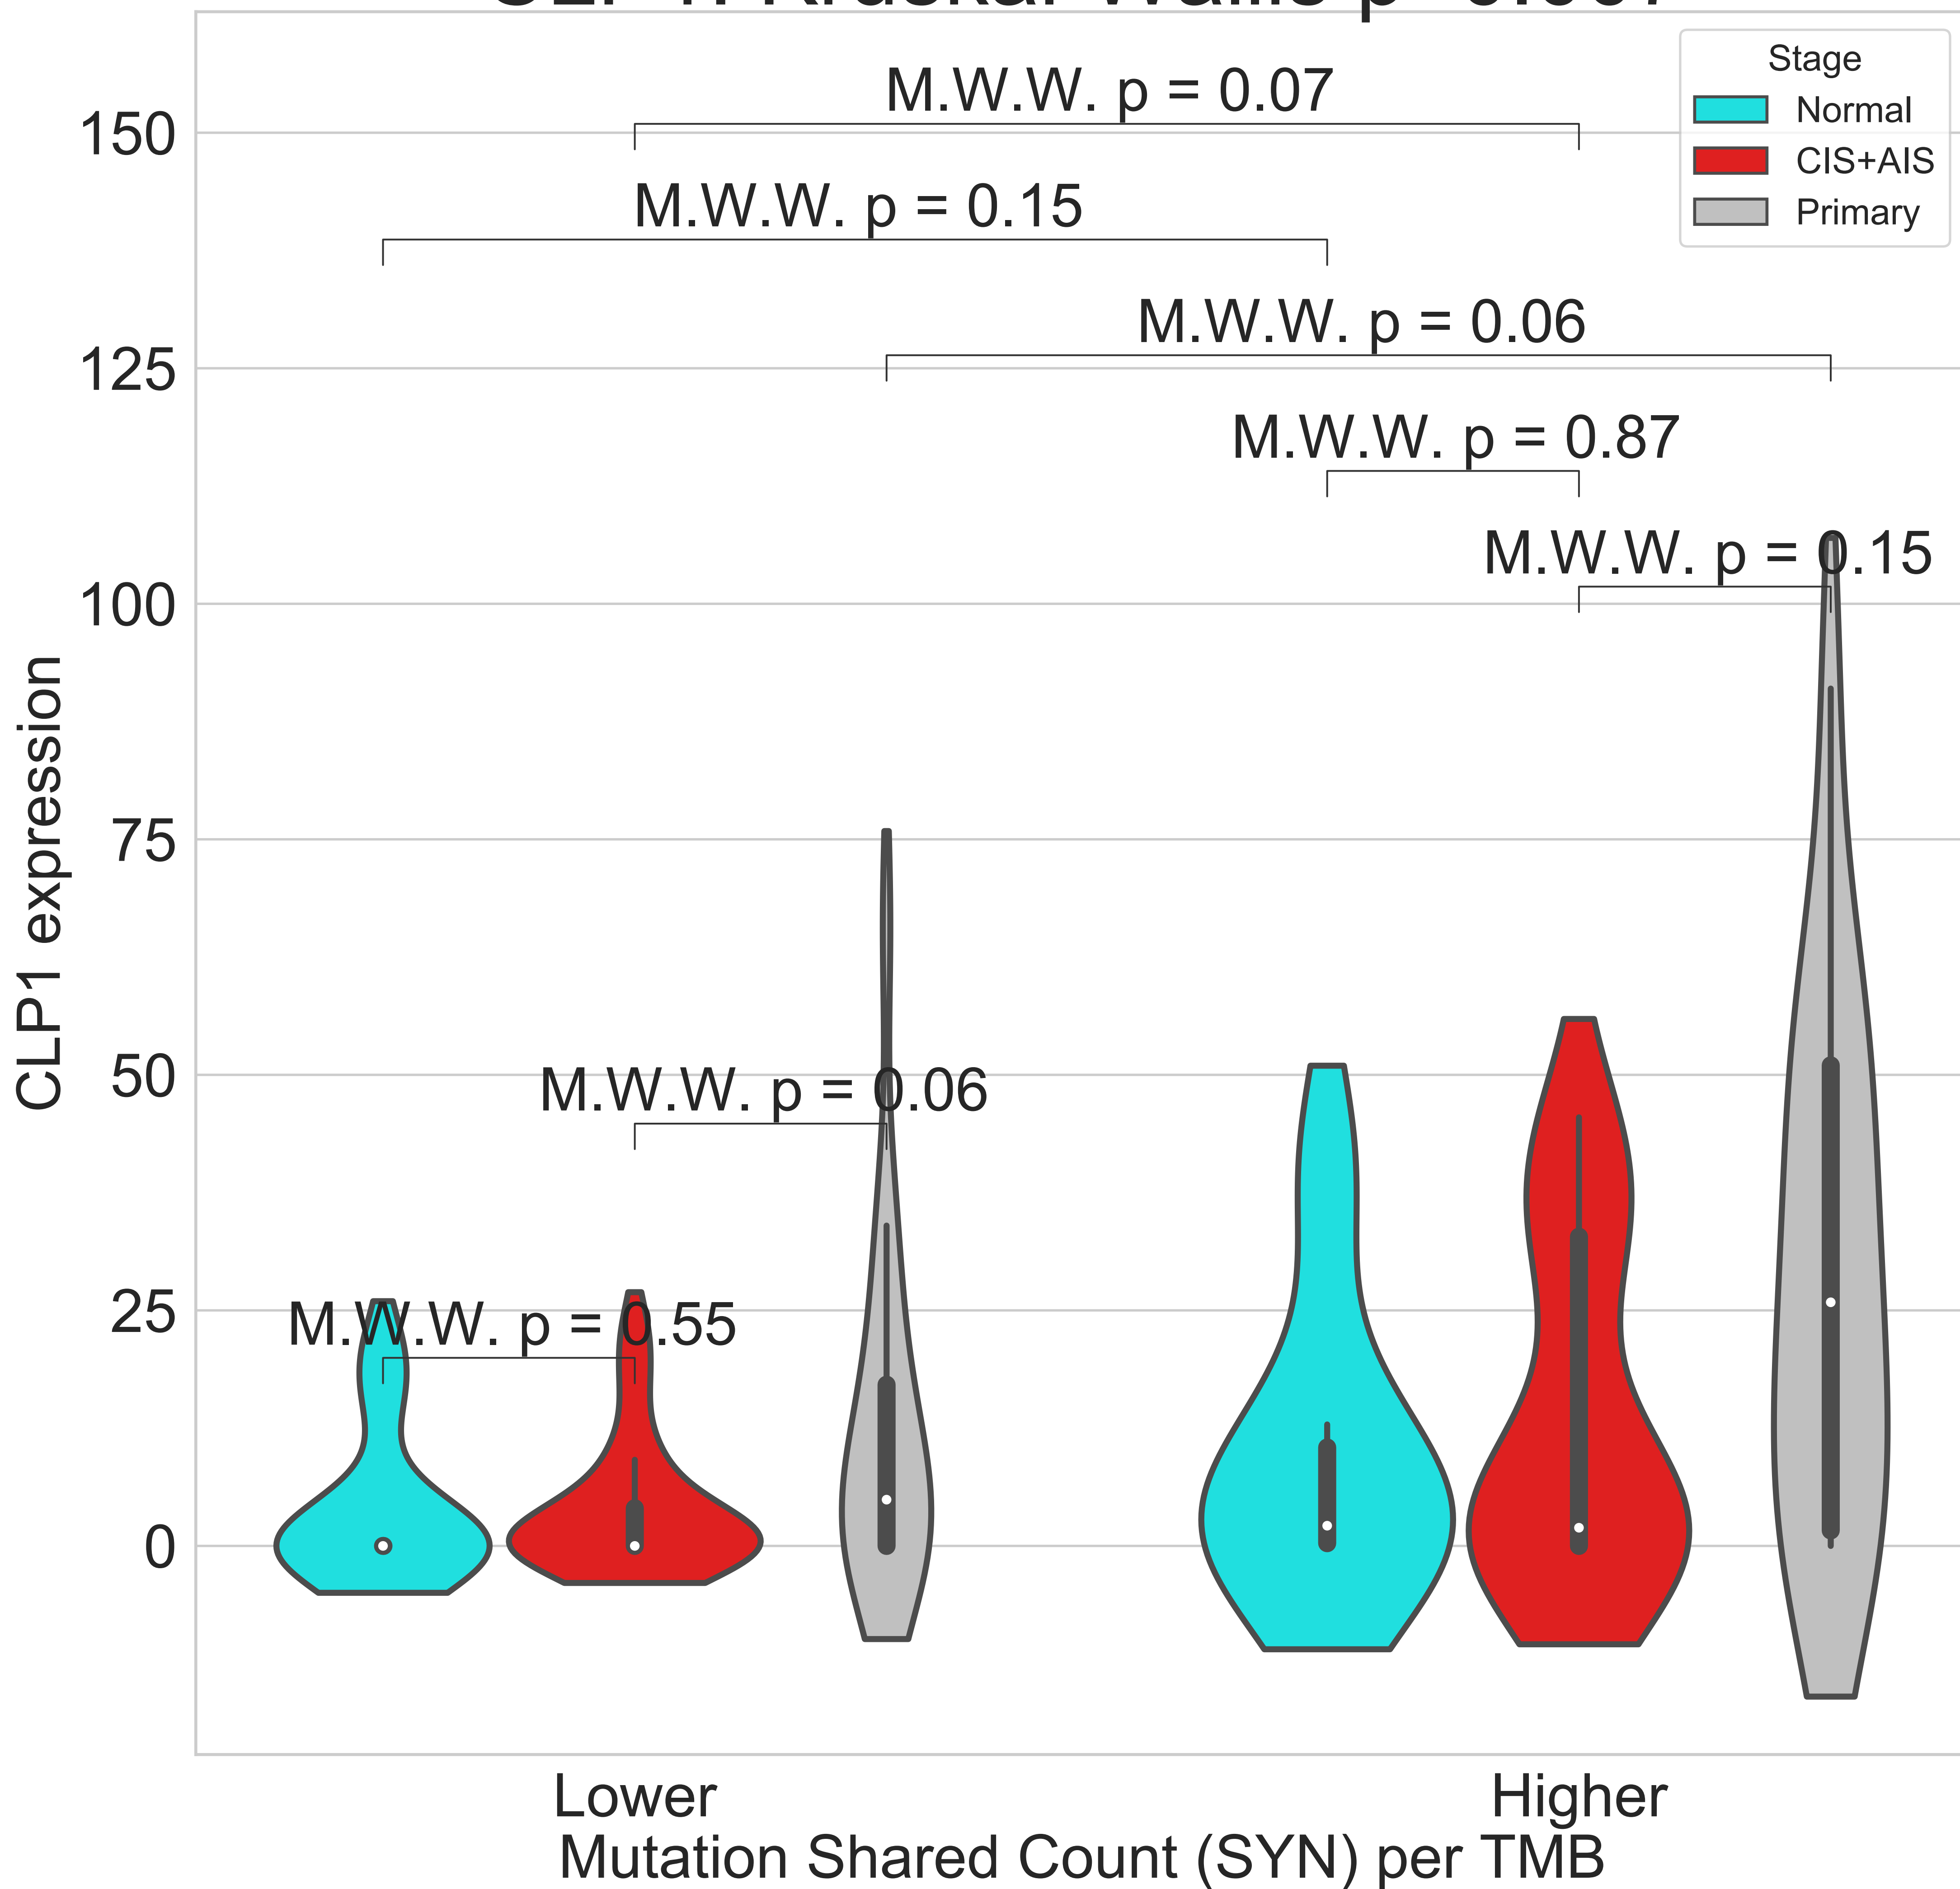 Stage
Normal
CIS+AIS
Primary
M.W.W. p = 0.07
M.W.W. p = 0.15
M.W.W. p = 0.06
M.W.W. p = 0.87
M.W.W. p = 0.15
M.W.W. p = 0.06
M.W.W. p = 0.55
150
125
100
75
50
25
0
CLP1 expression
Lower
Higher
Mutation Shared Count (SYN) per TMB